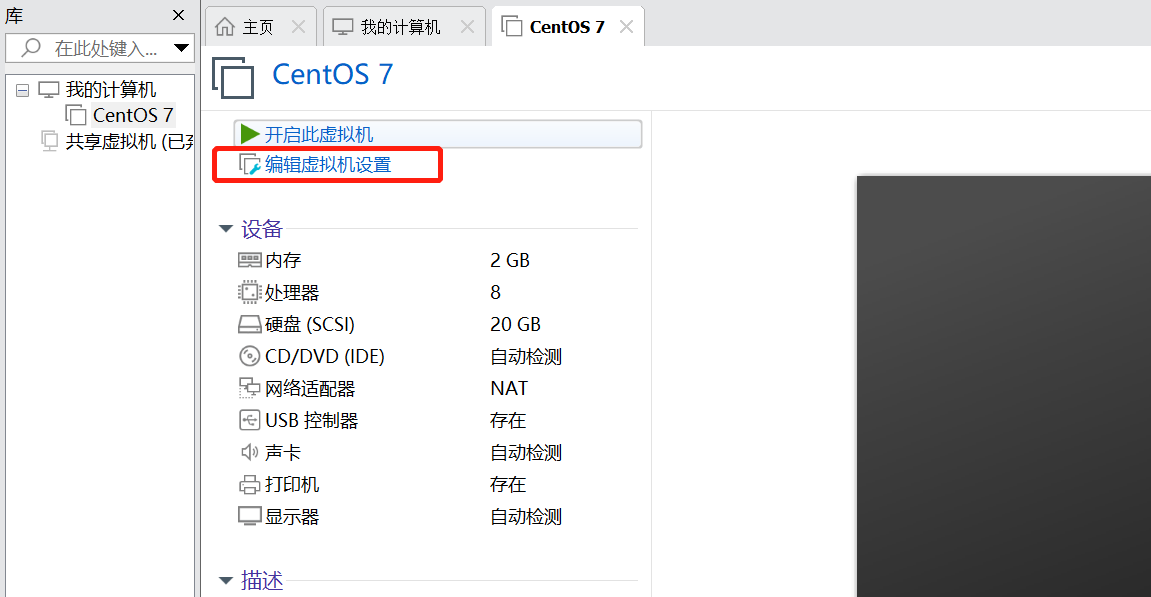 库
在此处键入...
我的计算机
CentOS 7
共享虚拟机 (已弃
主页
我的计算机
CentOS 7
CentOS 7
开启此虚拟机
编辑虚拟机设置
设备
内存 2 GB
处理器 8
硬盘 (SCSI) 20 GB
CD/DVD (IDE) 自动检测
网络适配器 NAT
USB 控制器 存在
声卡 自动检测
打印机 存在
显示器 自动检测
描述